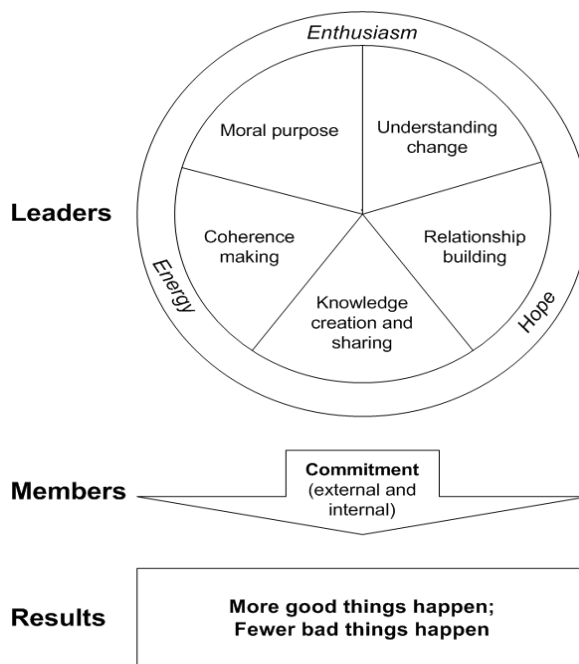 Enthusiasm
Moral purpose
Understanding
change
Leaders
Coherence
making
Relationship
building
Energy
Knowledge
creation and
sharing
Hope
Members
Commitment
(external and
internal)
Results
More good things happen;
Fewer bad things happen